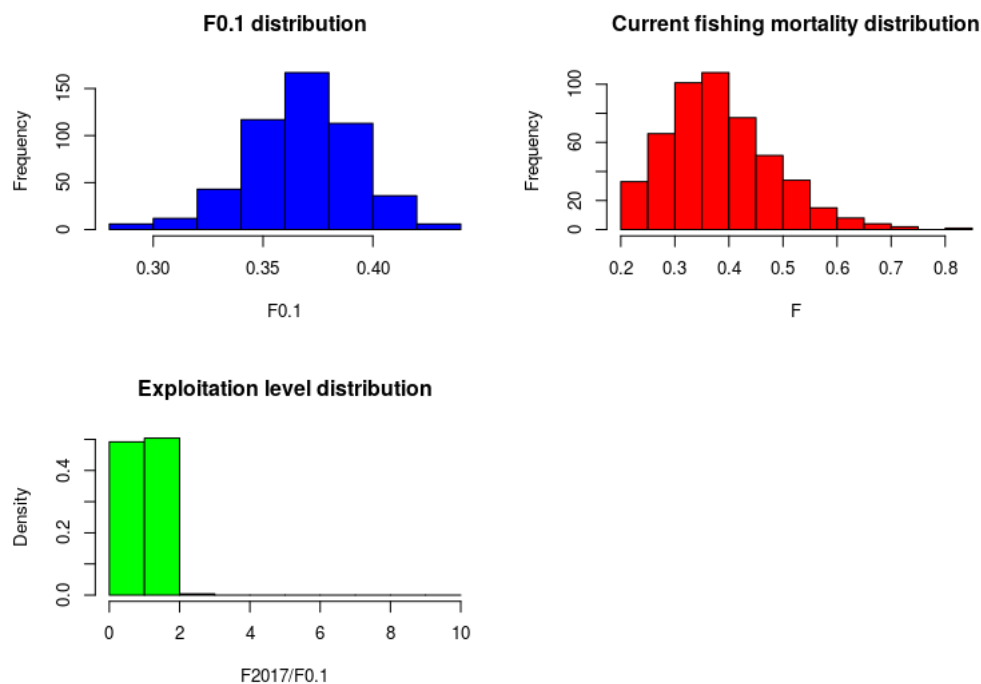 F0.1 distribution
Frequency
0
50
100
150
0.30 0.35 0.40
F0.1
Current fishing mortality distribution
Frequency
0
20
60
100
0.2 0.3 0.4 0.5 0.6 0.7 0.8
F
Exploitation level distribution
Density
0.0
0.2
0.4
0 2 4 6 8 10
F2017/F0.1